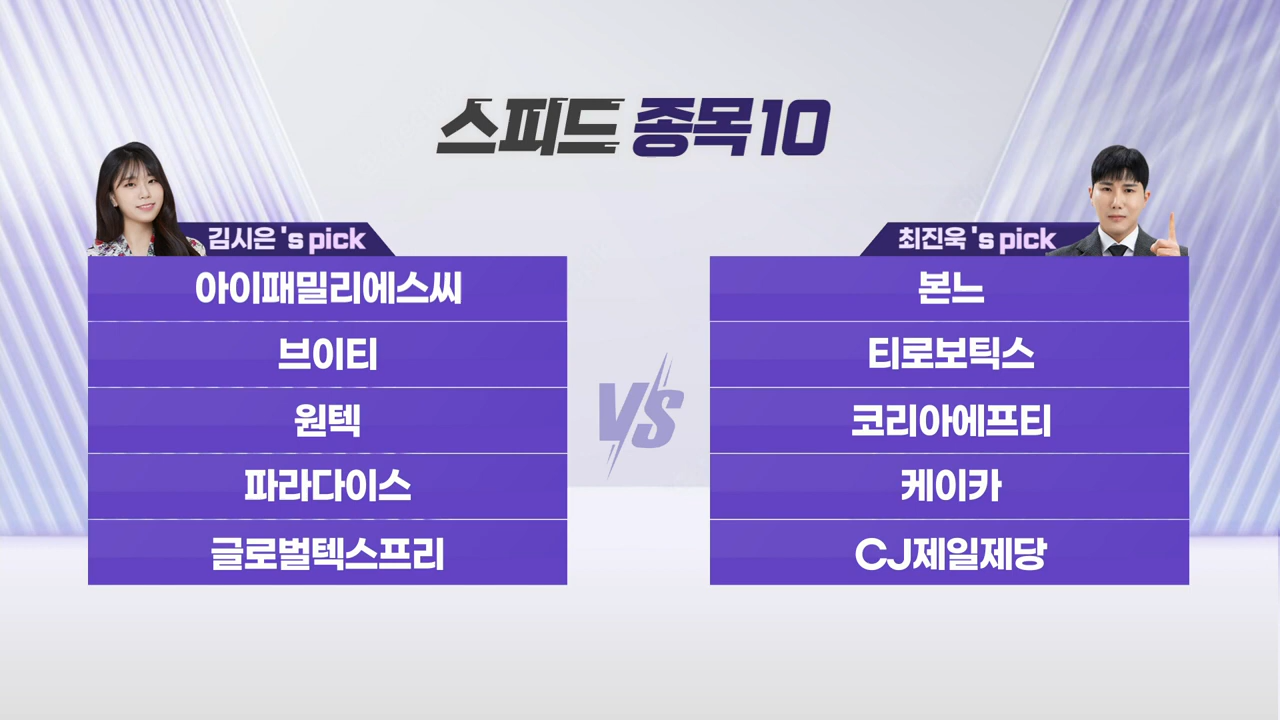 스피드 종목10
김시은 's pick
아이패밀리에스씨
브이티
원텍
파라다이스
글로벌텍스프리
VS
최진욱 's pick
본느
티로보틱스
코리아에프티
케이카
CJ제일제당